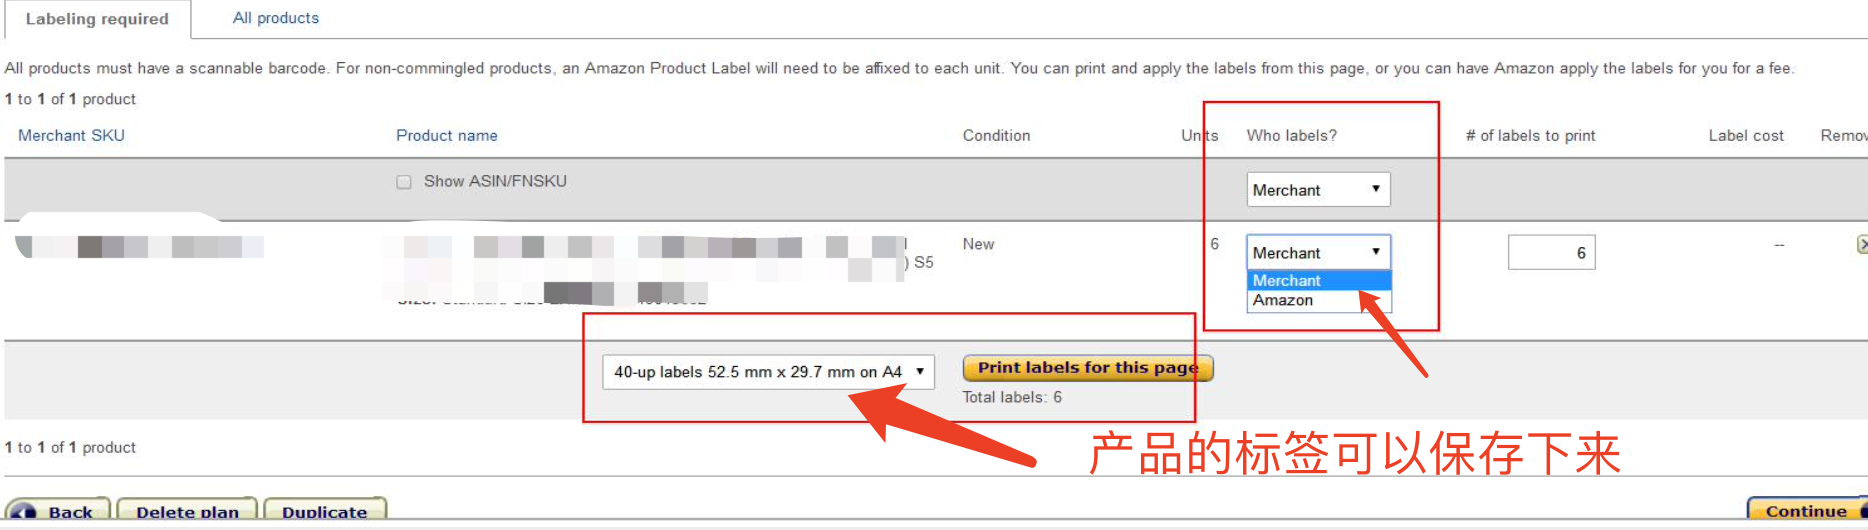 Labeling required All products
All products must have a scannable barcode. For non-commingled products, an Amazon Product Label will need to be affixed to each unit. You can print and apply the labels from this page, or you can have Amazon apply the labels for you for a fee.
1 to 1 of 1 product
Merchant SKU Product name Condition Units Who labels? # of labels to print Label cost Remov
Show ASIN/FNSKU Merchant
New 6 Merchant 6 --
) S5
Merchant
Amazon
40-up labels 52.5 mm x 29.7 mm on A4 Print labels for this page
Total labels: 6
产品的标签可以保存下来
1 to 1 of 1 product
Back Delete plan Duplicate Continue